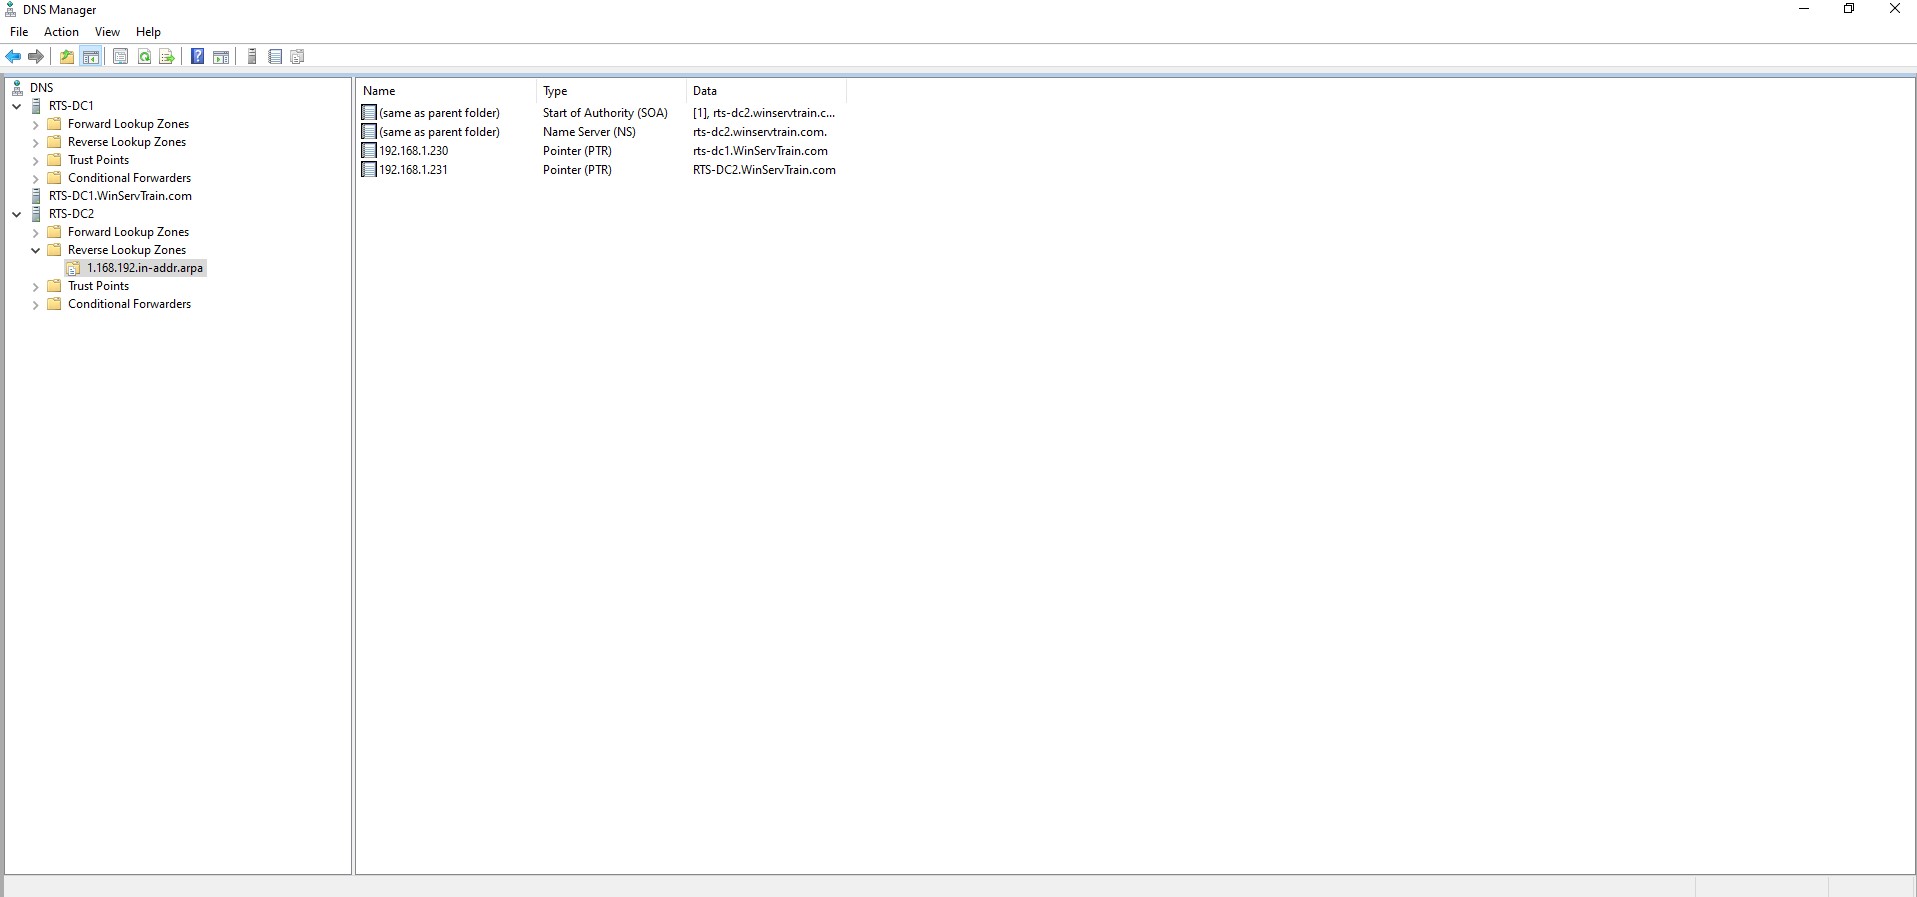 DNS Manager
File Action View Help
DNS
RTS-DC1
Forward Lookup Zones
Reverse Lookup Zones
Trust Points
Conditional Forwarders
RTS-DC1.WinServTrain.com
RTS-DC2
Forward Lookup Zones
Reverse Lookup Zones
1.168.192.in-addr.arpa
Trust Points
Conditional Forwarders
Name Type Data
(same as parent folder) Start of Authority (SOA) [1], rts-dc2.winservtrain.c...
(same as parent folder) Name Server (NS) rts-dc2.winservtrain.com.
192.168.1.230 Pointer (PTR) rts-dc1.WinServTrain.com
192.168.1.231 Pointer (PTR) RTS-DC2.WinServTrain.com